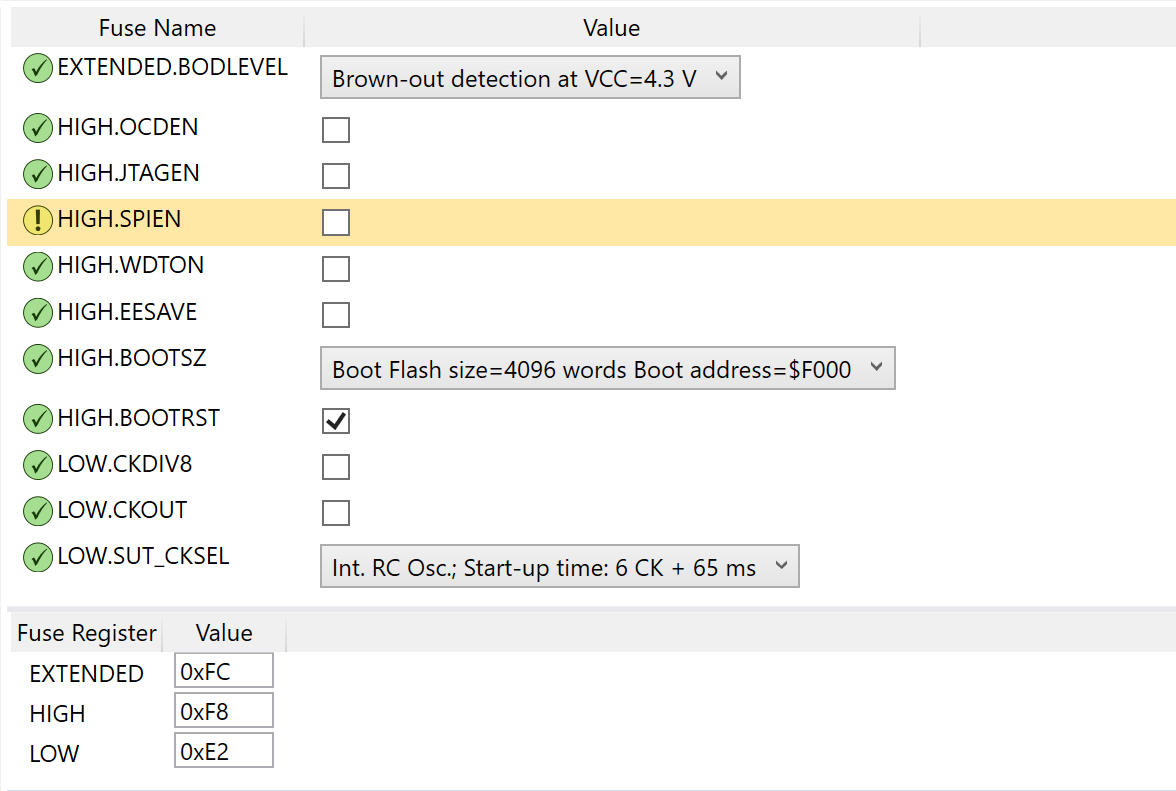 Fuse Name Value
EXTENDED.BODLEVEL Brown-out detection at VCC=4.3 V
HIGH.OCDEN
HIGH.JTAGEN
HIGH.SPIEN
HIGH.WDTON
HIGH.EESAVE
HIGH.BOOTSZ Boot Flash size=4096 words Boot address=$F000
HIGH.BOOTRST
LOW.CKDIV8
LOW.CKOUT
LOW.SUT_CKSEL Int. RC Osc.; Start-up time: 6 CK + 65 ms
Fuse Register Value
EXTENDED 0xFC
HIGH 0xF8
LOW 0xE2